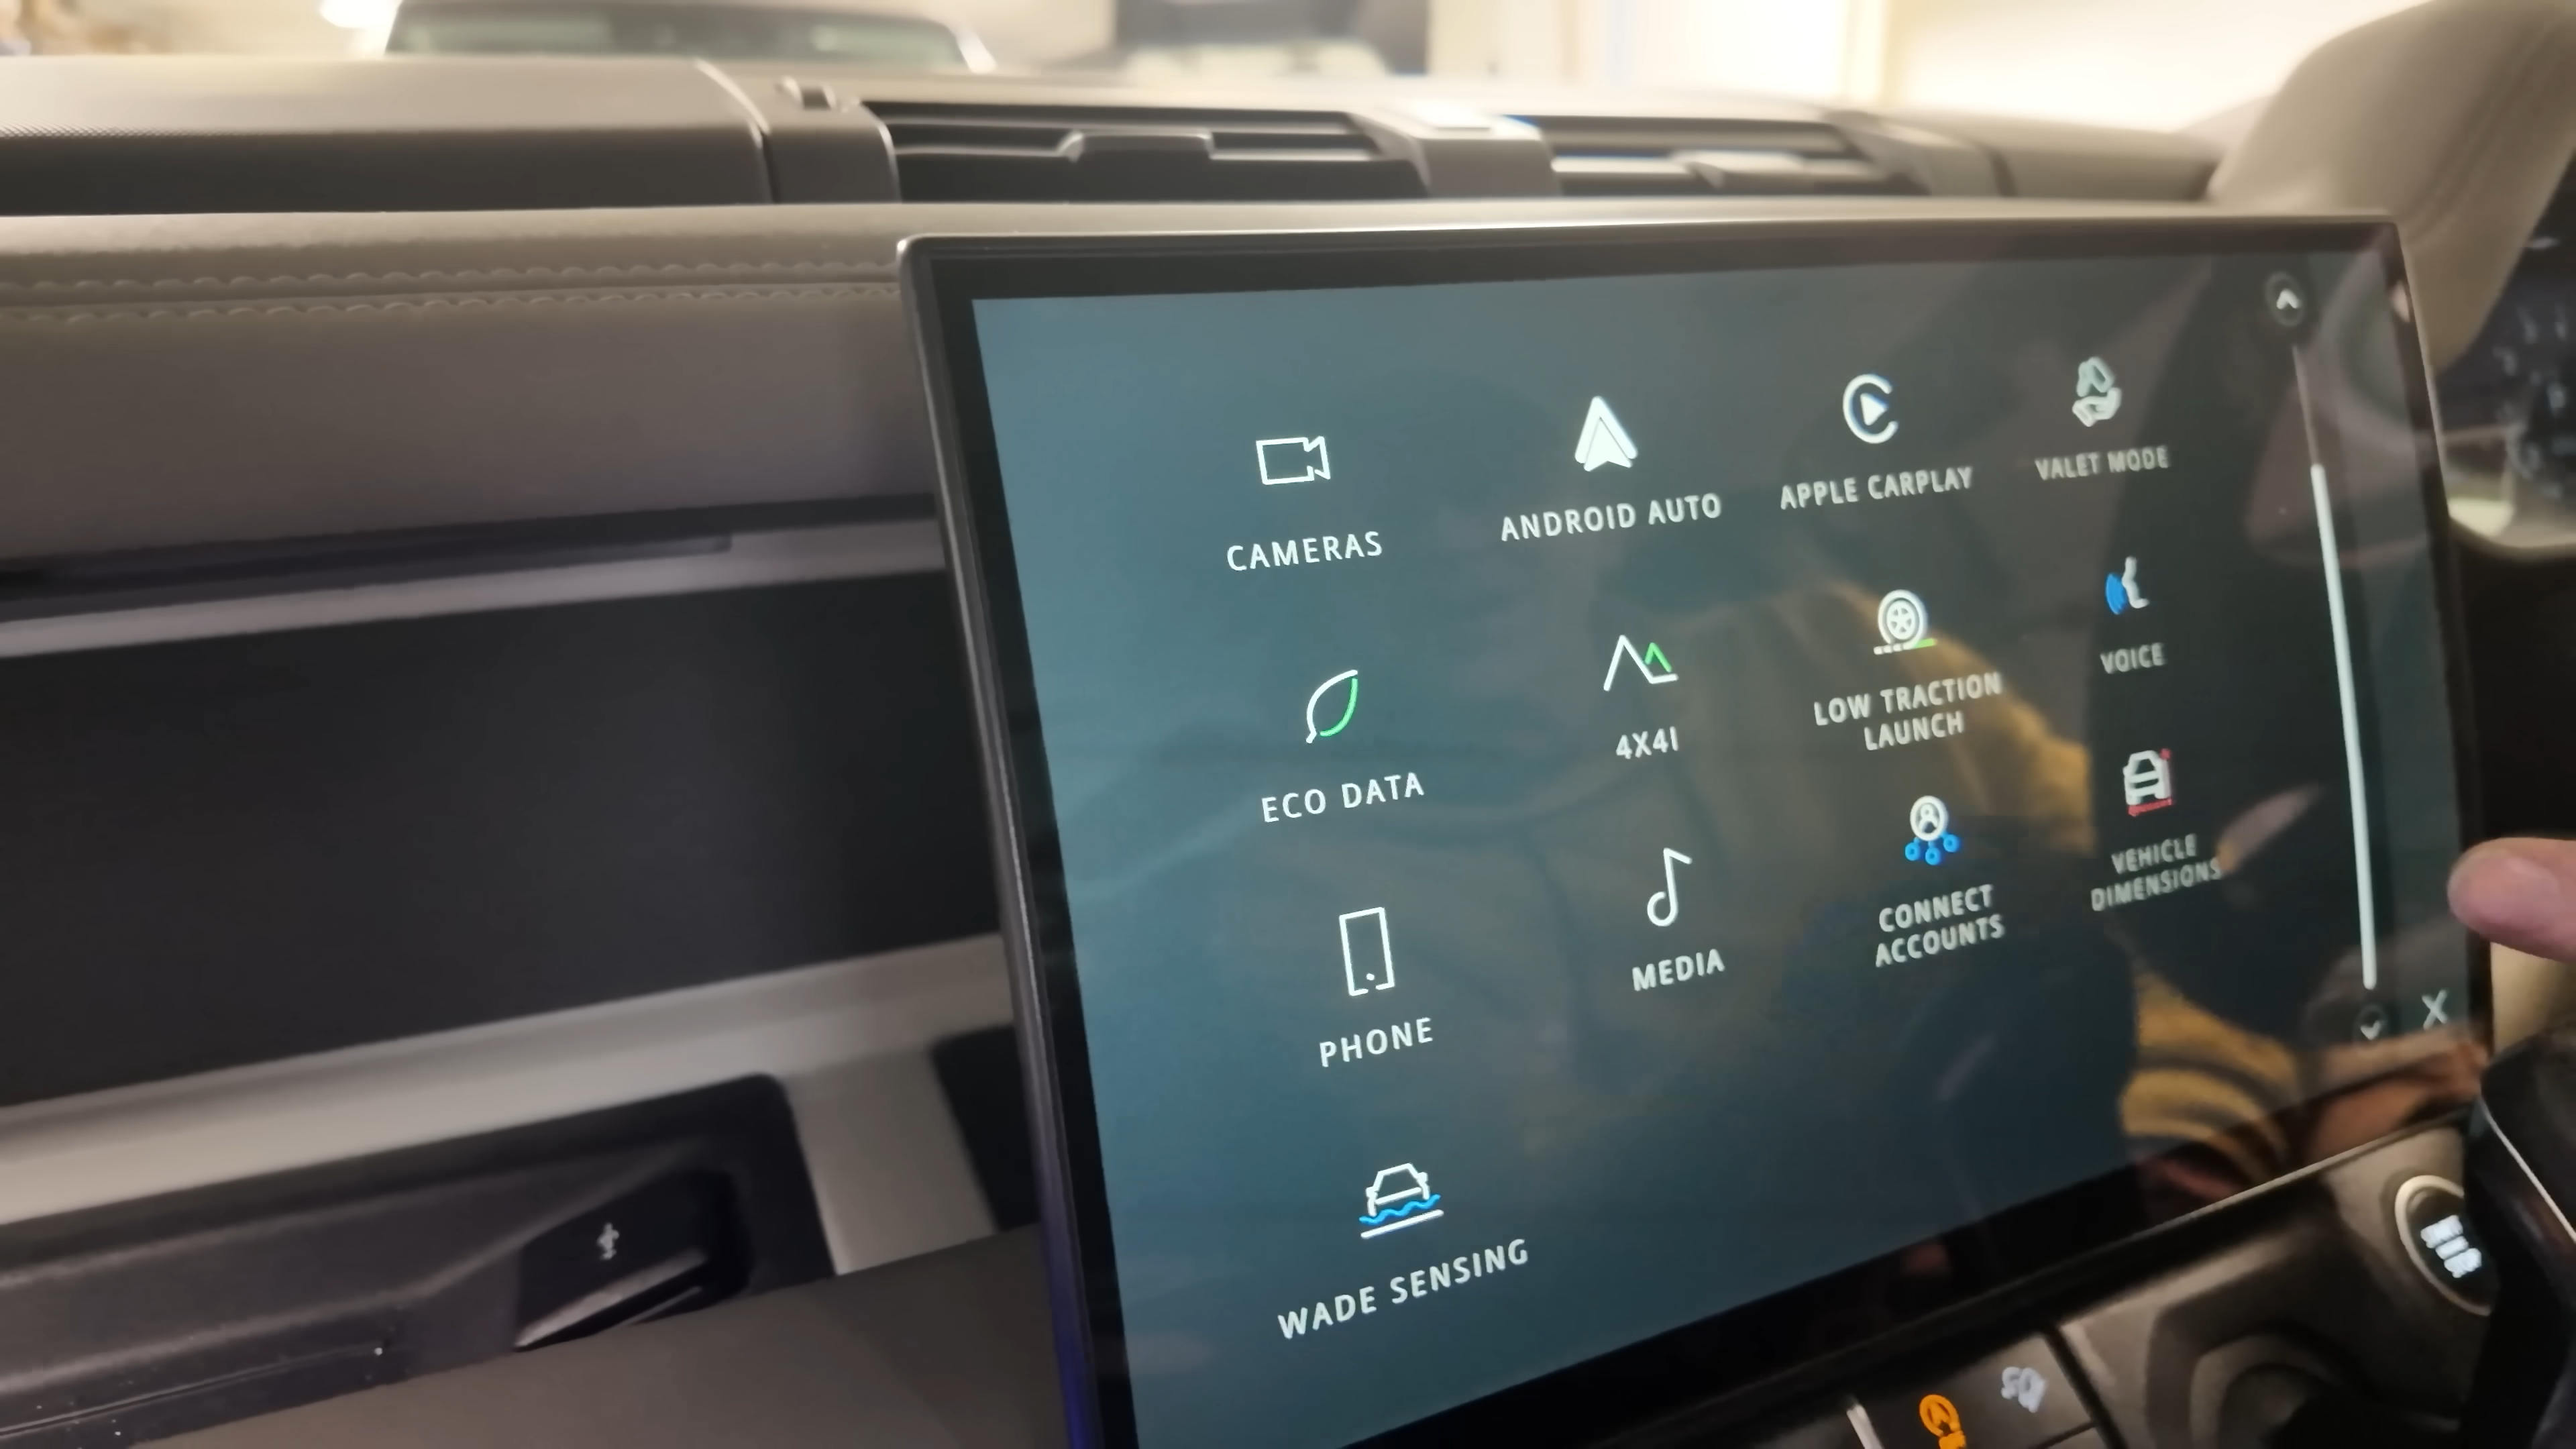 CAMERAS
ANDROID AUTO
APPLE CARPLAY
VALET MODE
ECO DATA
4X4I
LOW TRACTION
LAUNCH
VOICE
PHONE
MEDIA
CONNECT
ACCOUNTS
VEHICLE
DIMENSIONS
WADE SENSING
X